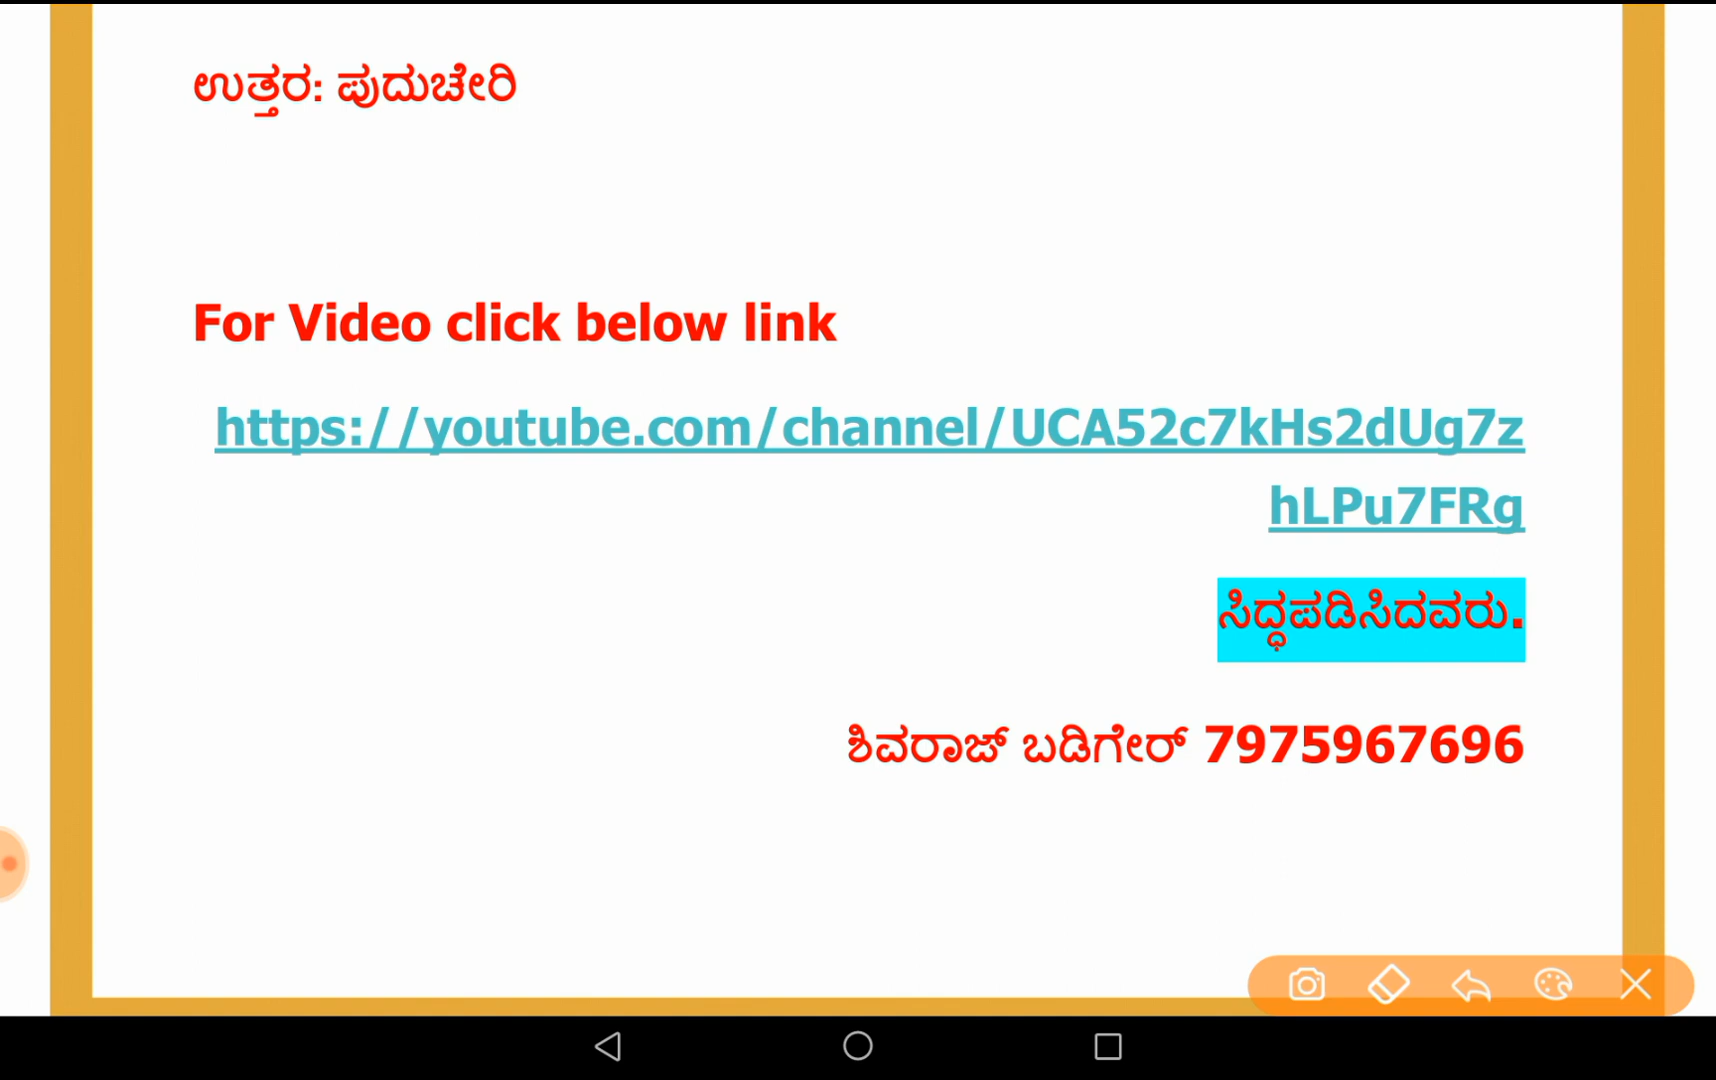 ಉತ್ತರ: ಪುದುಚೇರಿ
For Video click below link
https://youtube.com/channel/UCA52c7kHs2dUg7z
hLPu7FRg
ಸಿದ್ಧಪಡಿಸಿದವರು.
ಶಿವರಾಜ್ ಬಡಿಗೇರ್ 7975967696